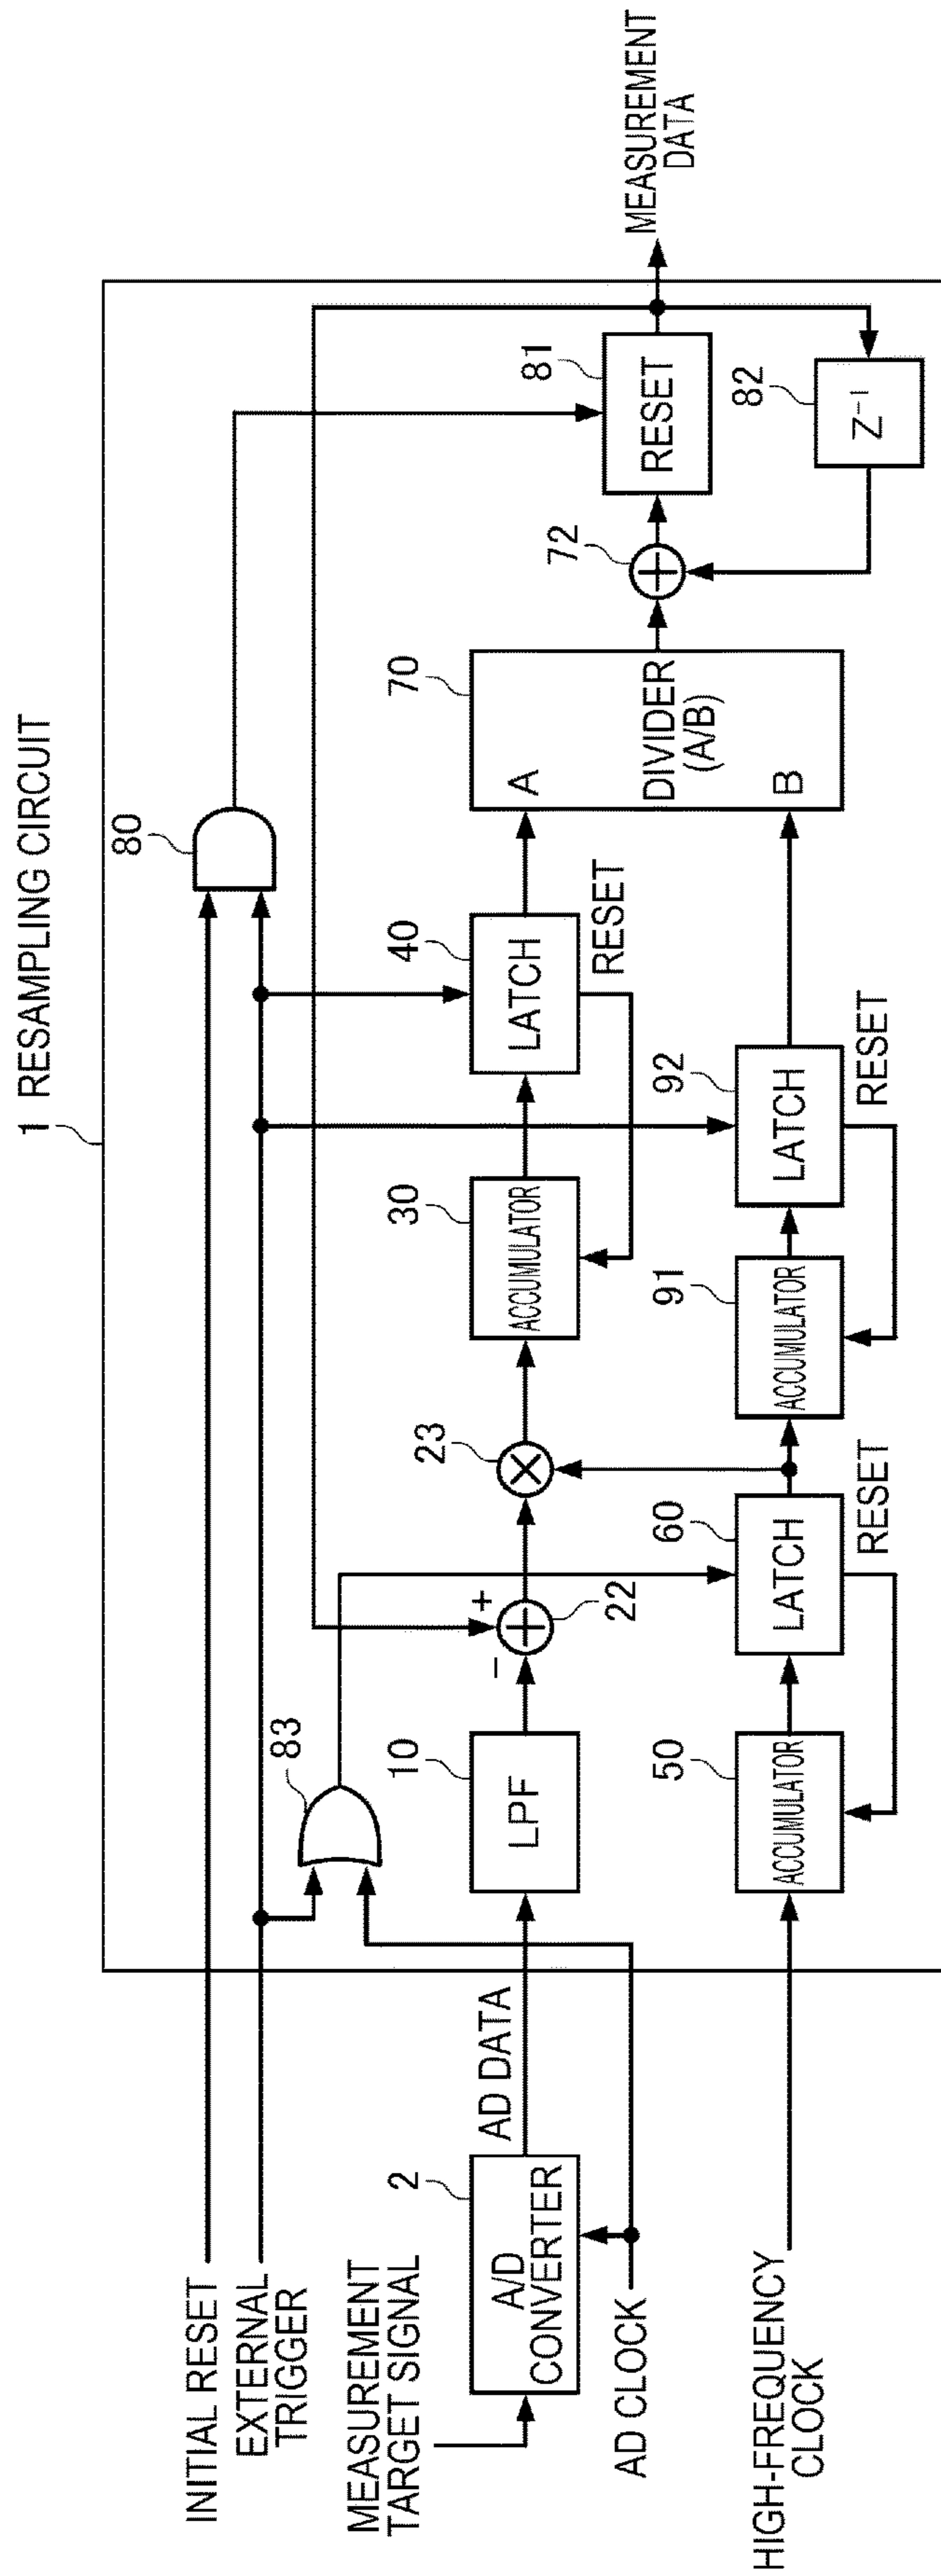 1 RESAMPLING CIRCUIT
INITIAL RESET
EXTERNAL
TRIGGER
MEASUREMENT
TARGET SIGNAL
AD CLOCK
HIGH-FREQUENCY
CLOCK
2
A/D
CONVERTER
AD DATA
83
10
LPF
50
ACCUMULATOR
−
+
22
60
LATCH
RESET
23
30
ACCUMULATOR
91
ACCUMULATOR
40
LATCH
RESET
92
LATCH
RESET
80
70
A
DIVIDER
(A/B)
B
72
81
RESET
82
Z⁻¹
MEASUREMENT
DATA